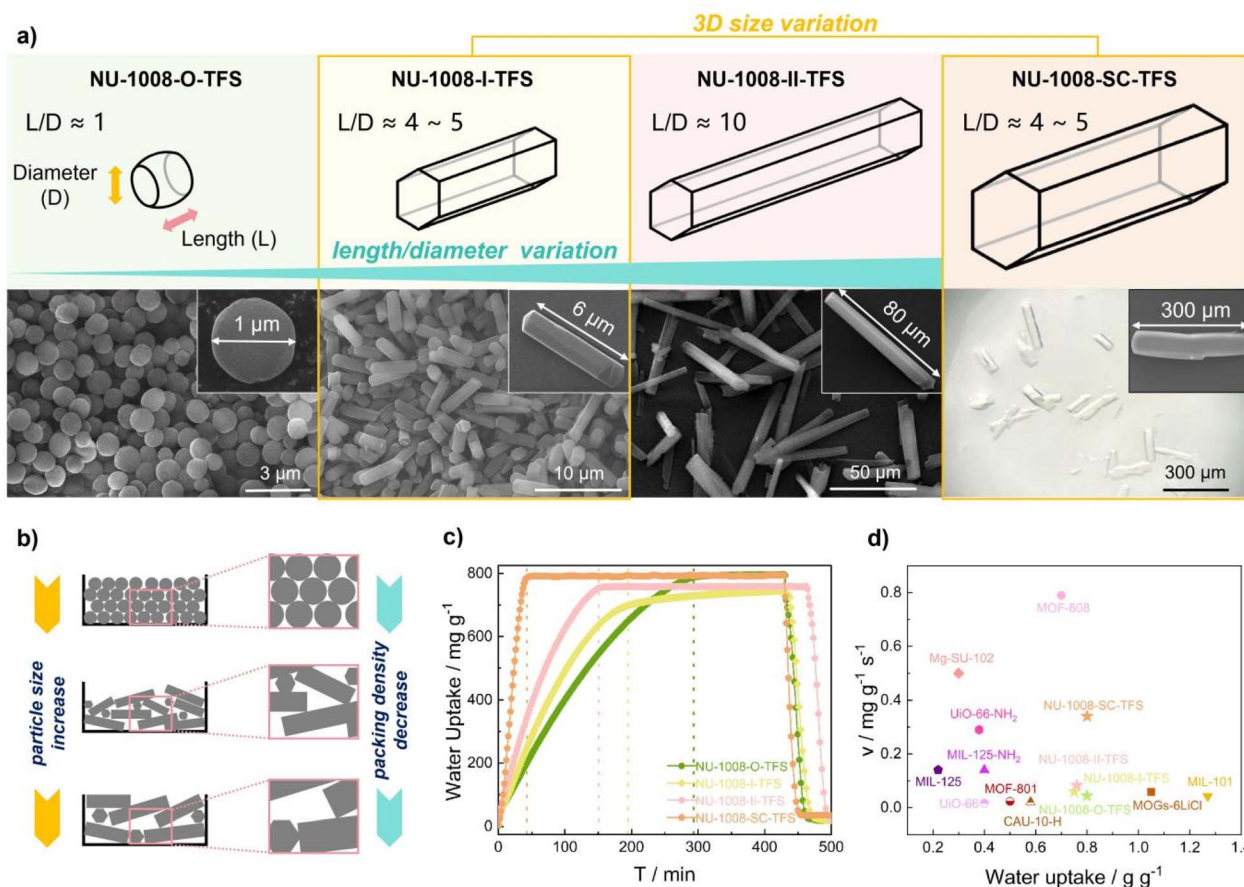 a)
3D size variation
NU-1008-O-TFS
NU-1008-I-TFS
NU-1008-II-TFS
NU-1008-SC-TFS
L/D ≈ 1
L/D ≈ 4 ~ 5
L/D ≈ 10
L/D ≈ 4 ~ 5
Diameter
(D)
Length (L)
length/diameter variation
1 μm
6 μm
80 μm
300 μm
3 μm
10 μm
50 μm
300 μm
b)
particle size
increase
packing density
decrease
c)
Water Uptake / mg g⁻¹
800
600
400
200
0
NU-1008-O-TFS
NU-1008-I-TFS
NU-1008-II-TFS
NU-1008-SC-TFS
0 100 200 300 400 500
T / min
d)
v / mg g⁻¹ s⁻¹
0.8
0.6
0.4
0.2
0.0
MOF-808
Mg-SU-102
NU-1008-SC-TFS
UiO-66-NH₂
MIL-125-NH₂
NU-1008-II-TFS
MIL-125
MOF-801
NU-1008-I-TFS
MIL-101
UiO-66
NU-1008-O-TFS
MOGs-6LiCl
CAU-10-H
0.2 0.4 0.6 0.8 1.0 1.2 1.4
Water uptake / g g⁻¹